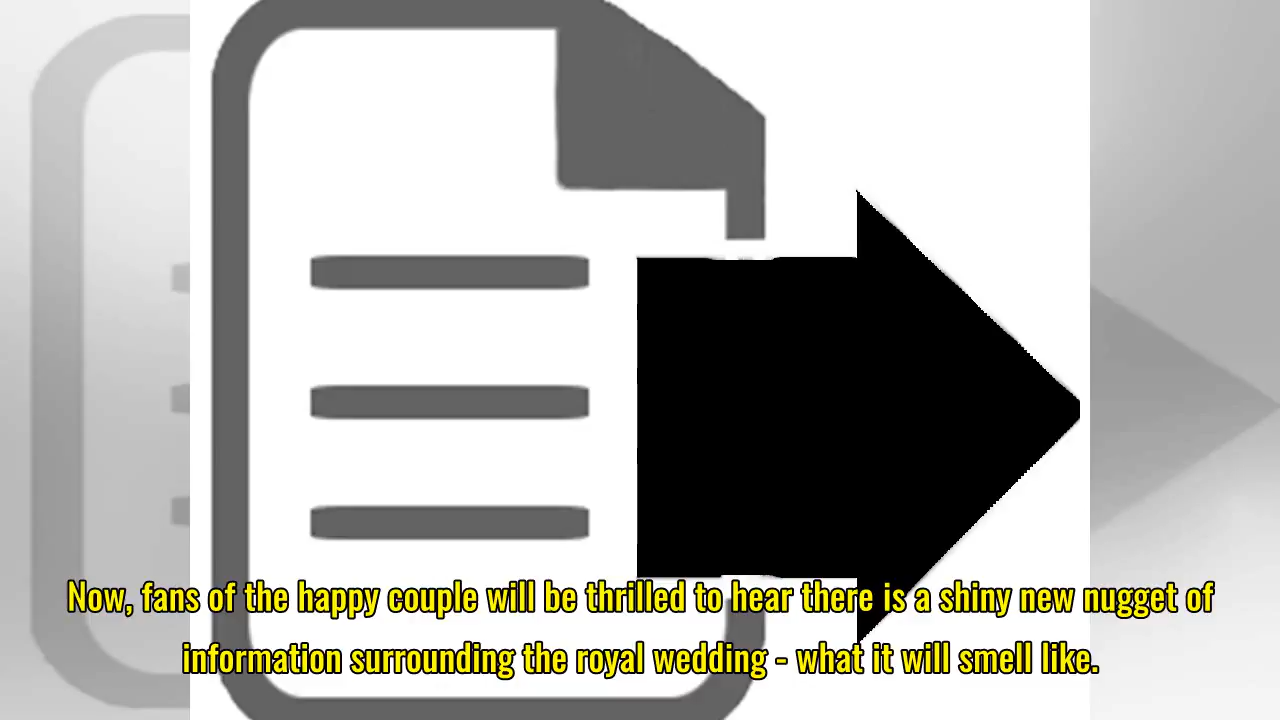 Now, fans of the happy couple will be thrilled to hear there is a shiny new nugget of
information surrounding the royal wedding - what it will smell like.